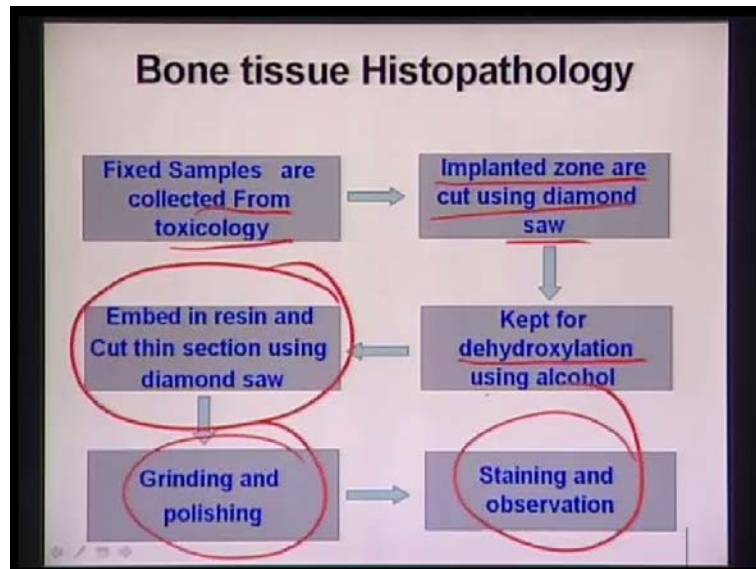 Bone tissue Histopathology
Fixed Samples are
collected From
toxicology
Implanted zone are
cut using diamond
saw
Kept for
dehydroxylation
using alcohol
Embed in resin and
Cut thin section using
diamond saw
Grinding and
polishing
Staining and
observation